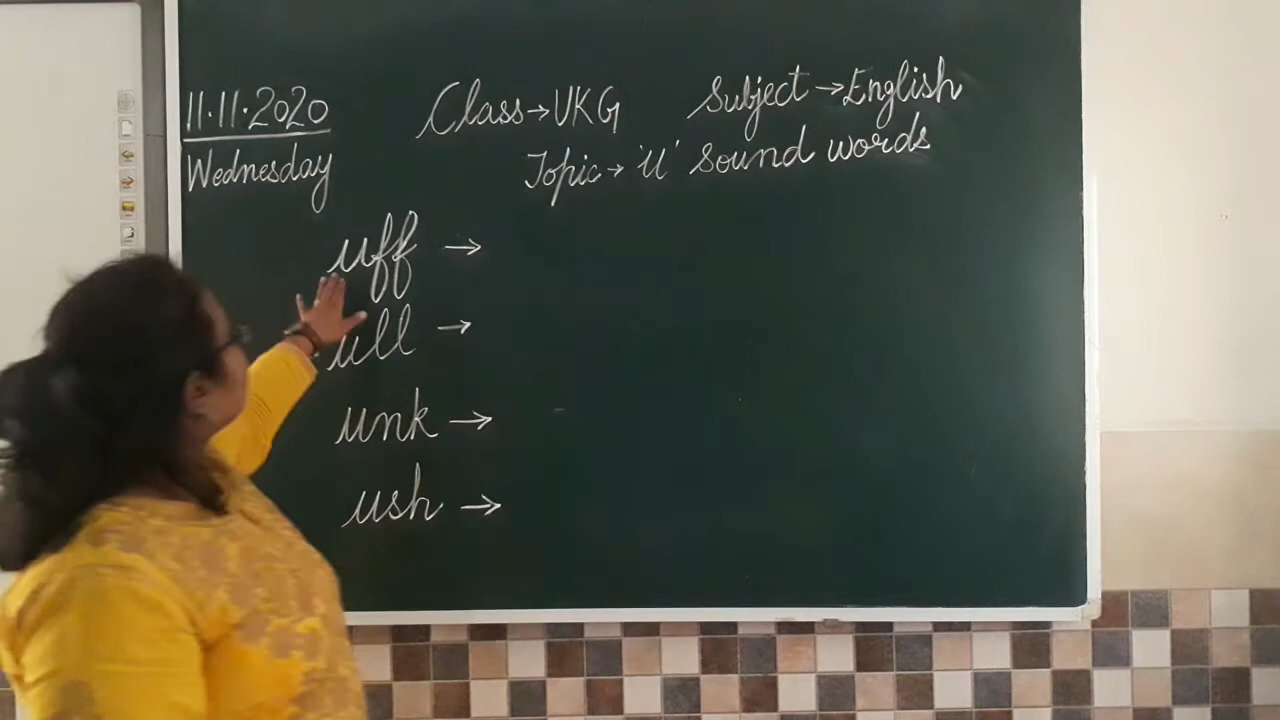 11.11.2020 Class→UKG Subject→English
Wednesday Topic→'u' sound words
uff →
ull →
unk →
ush →